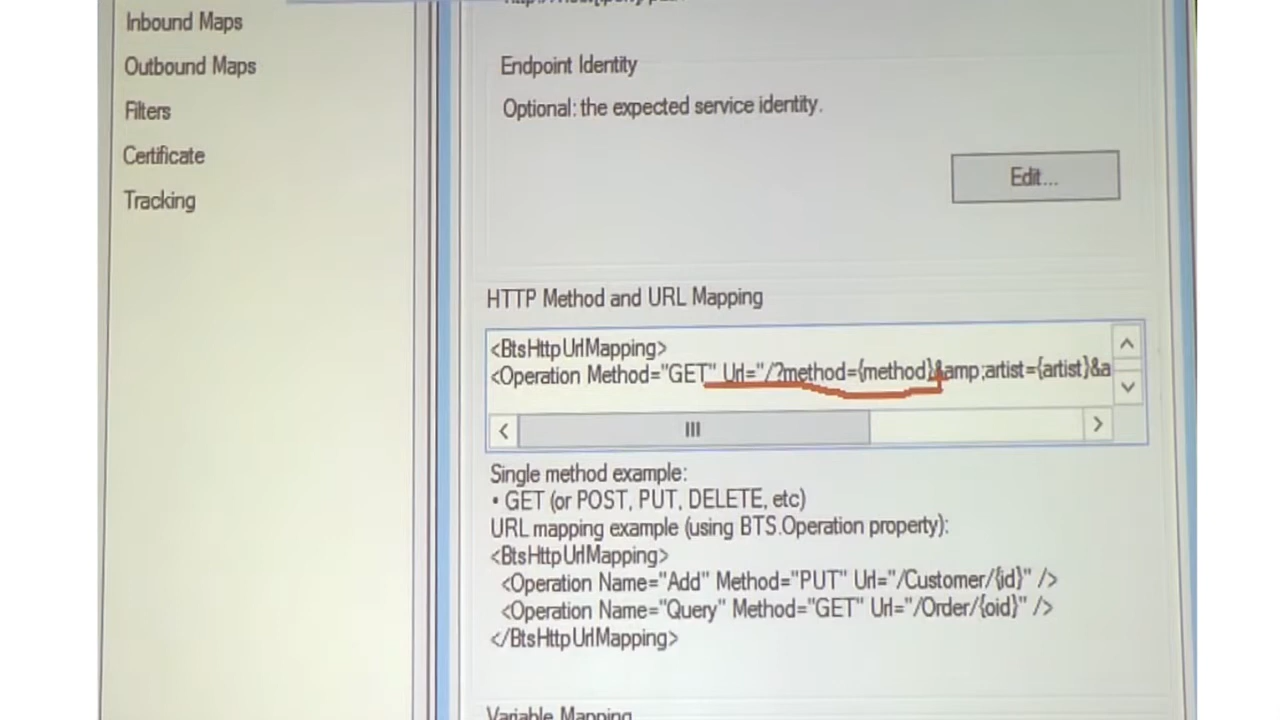 Inbound Maps
Outbound Maps
Filters
Certificate
Tracking
Endpoint Identity
Optional: the expected service identity.
Edit...
HTTP Method and URL Mapping
<BtsHttpUrlMapping>
<Operation Method="GET" Url="/?method={method}&amp;artist={artist}&a
Single method example:
• GET (or POST, PUT, DELETE, etc)
URL mapping example (using BTS.Operation property):
<BtsHttpUrlMapping>
<Operation Name="Add" Method="PUT" Url="/Customer/{id}" />
<Operation Name="Query" Method="GET" Url="/Order/{oid}" />
</BtsHttpUrlMapping>
Variable Mapping